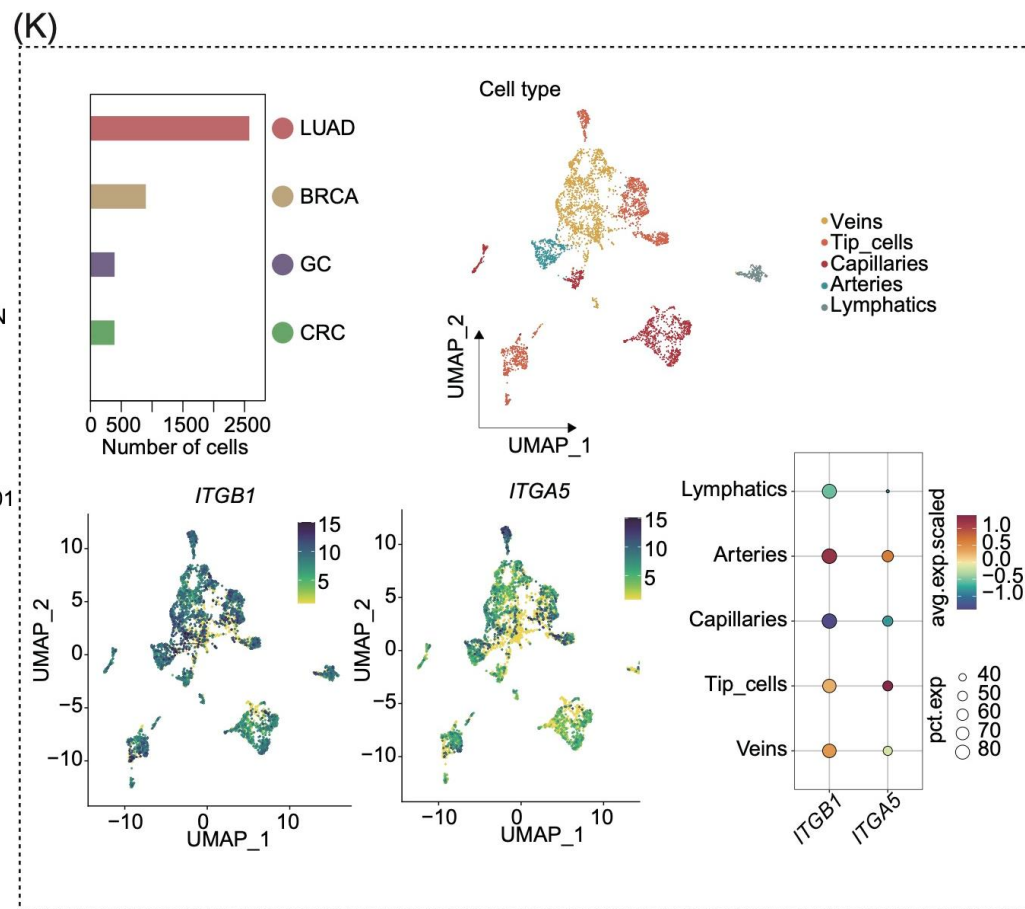 (K)
LUAD
BRCA
GC
CRC
0 500 1500 2500
Number of cells
Cell type
Veins
Tip_cells
Capillaries
Arteries
Lymphatics
UMAP_2
UMAP_1
N
01
ITGB1
15
10
5
10
5
0
−5
−10
UMAP_2
−10 0 10
UMAP_1
ITGA5
15
10
5
10
5
0
−5
−10
UMAP_2
−10 0 10
UMAP_1
Lymphatics
Arteries
Capillaries
Tip_cells
Veins
ITGB1 ITGA5
avg.exp.scaled
1.0
0.5
0.0
−0.5
−1.0
pct.exp
40
50
60
70
80